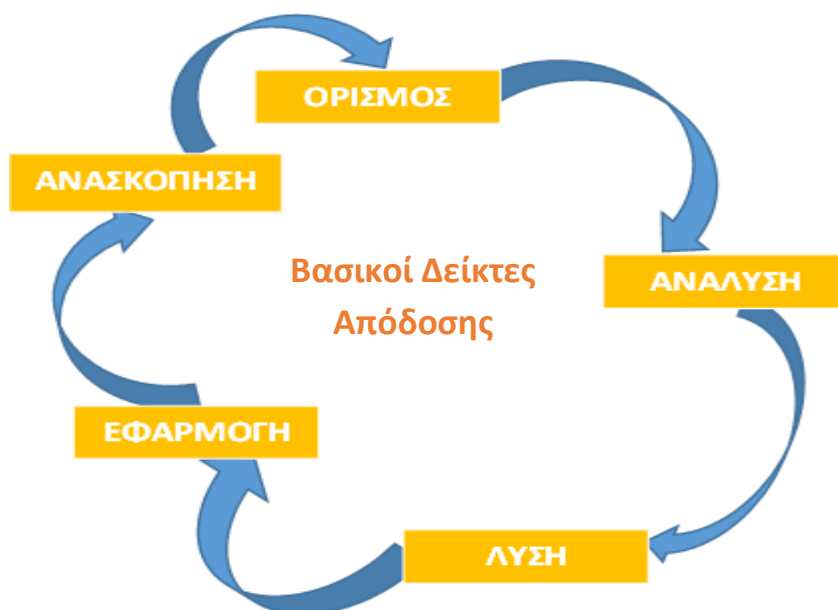 ΟΡΙΣΜΟΣ
ΑΝΑΣΚΟΠΗΣΗ
Βασικοί Δείκτες
Απόδοσης
ΑΝΑΛΥΣΗ
ΕΦΑΡΜΟΓΗ
ΛΥΣΗ